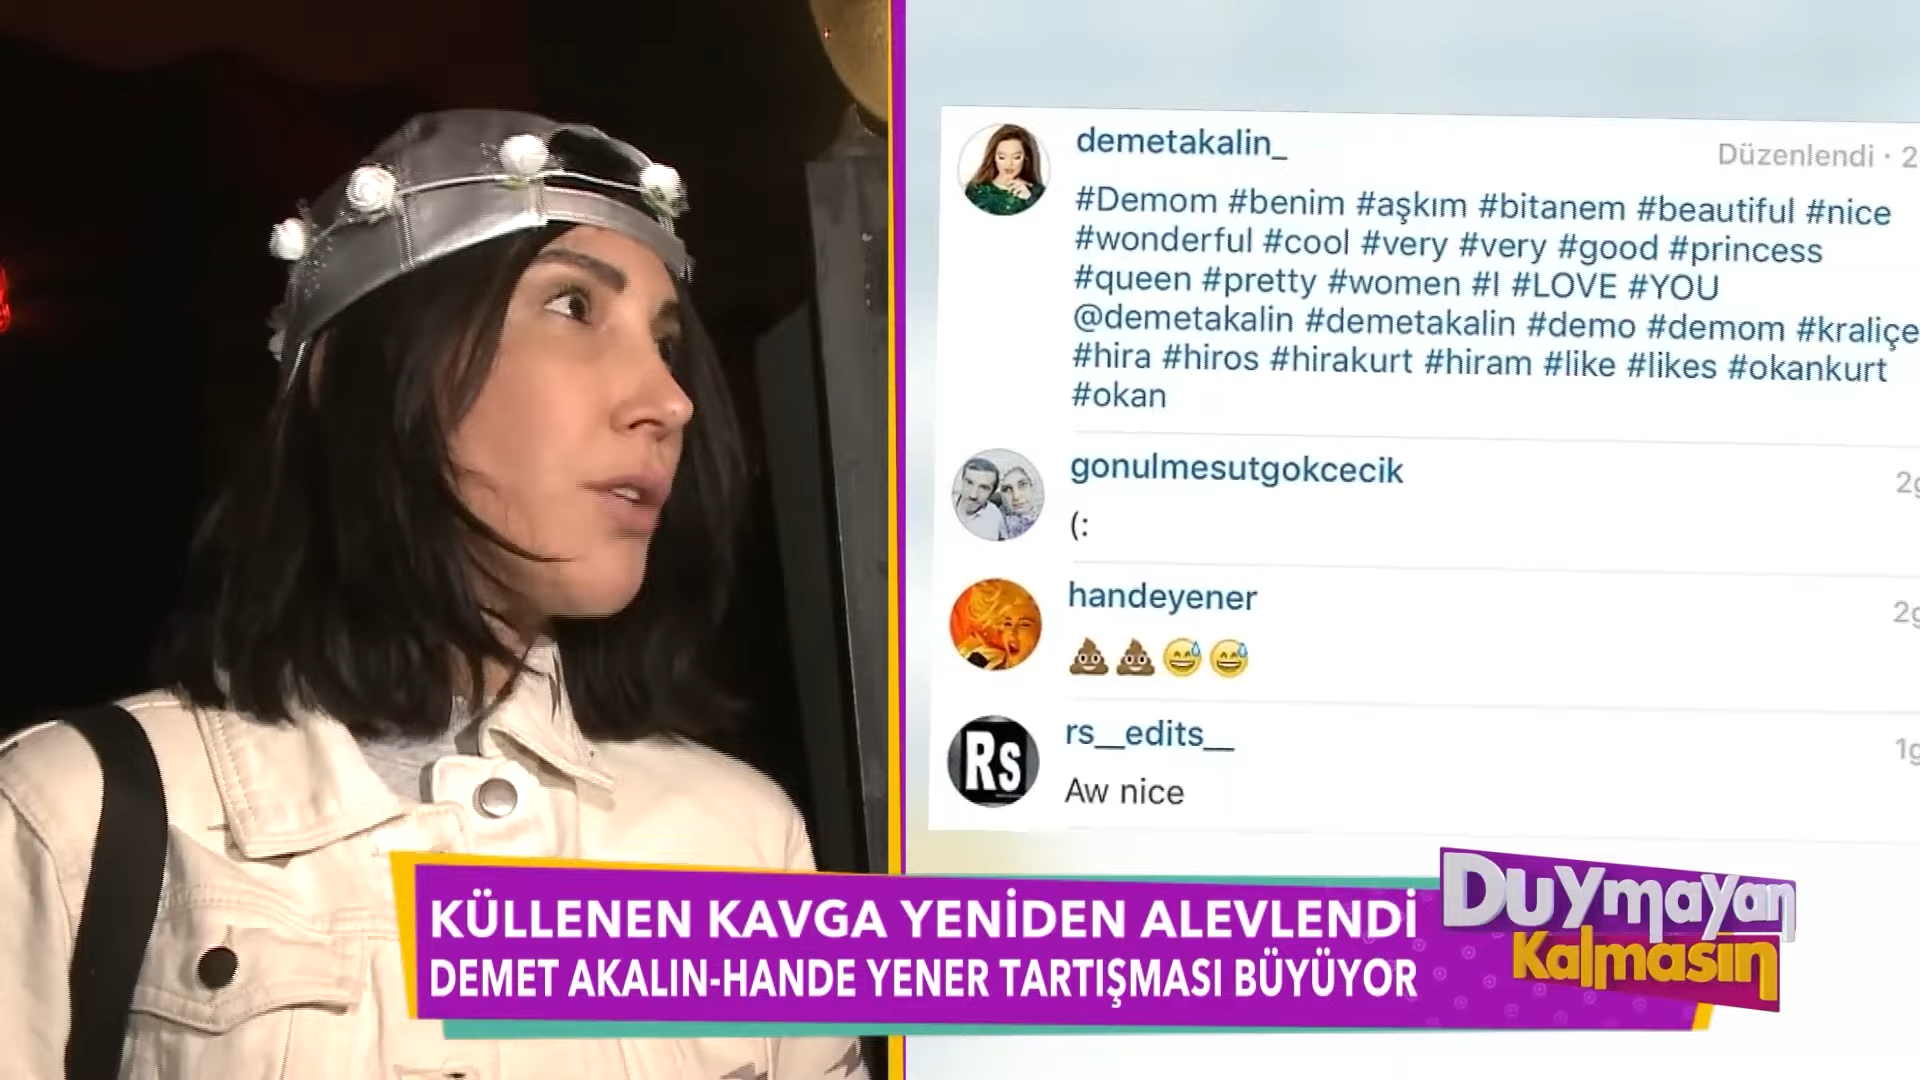 demetakalin_
Düzenlendi · 2
#Demom #benim #aşkım #bitanem #beautiful #nice
#wonderful #cool #very #very #good #princess
#queen #pretty #women #I #LOVE #YOU
@demetakalin #demetakalin #demo #demom #kraliçe
#hira #hiros #hirakurt #hiram #like #likes #okankurt
#okan
gonulmesutgokcecik
2g
(:
handeyener
2g
💩💩😅😅
Rs
rs__edits__
1g
Aw nice
KÜLLENEN KAVGA YENİDEN ALEVLENDİ
DEMET AKALIN-HANDE YENER TARTIŞMASI BÜYÜYOR
Duymayan
Kalmasın